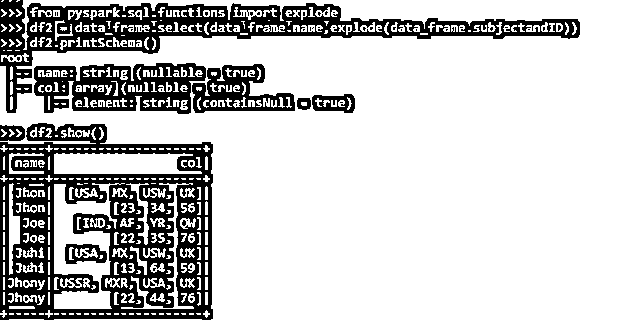 >>> from pyspark.sql.functions import explode
>>> df2 = data_frame.select(data_frame.name,explode(data_frame.subjectandID))
>>> df2.printSchema()
root
 |-- name: string (nullable = true)
 |-- col: array (nullable = true)
 |    |-- element: string (containsNull = true)
>>> df2.show()
+-----+--------------------+
| name|                 col|
+-----+--------------------+
| Jhon|  [USA, MX, USW, UK]|
| Jhon|        [23, 34, 56]|
|  Joe|   [IND, AF, YR, QW]|
|  Joe|        [22, 35, 76]|
| Juhi|  [USA, MX, USW, UK]|
| Juhi|        [13, 64, 59]|
|Jhony|[USSR, MXR, USA, UK]|
|Jhony|        [22, 44, 76]|
+-----+--------------------+